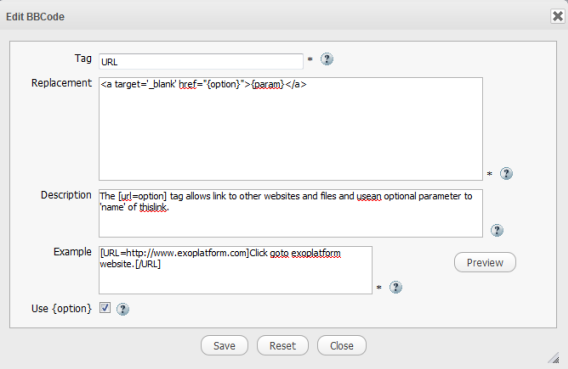 Edit BBCode
Tag URL * ?
Replacement <a target='_blank' href="{option}">{param}</a>
* ?
Description The [url=option] tag allows link to other websites and files and usean optional parameter to
'name' of thislink.
?
Example [URL=http://www.exoplatform.com]Click goto exoplatform
website.[/URL]
* ?
Preview
Use {option} ?
Save Reset Close